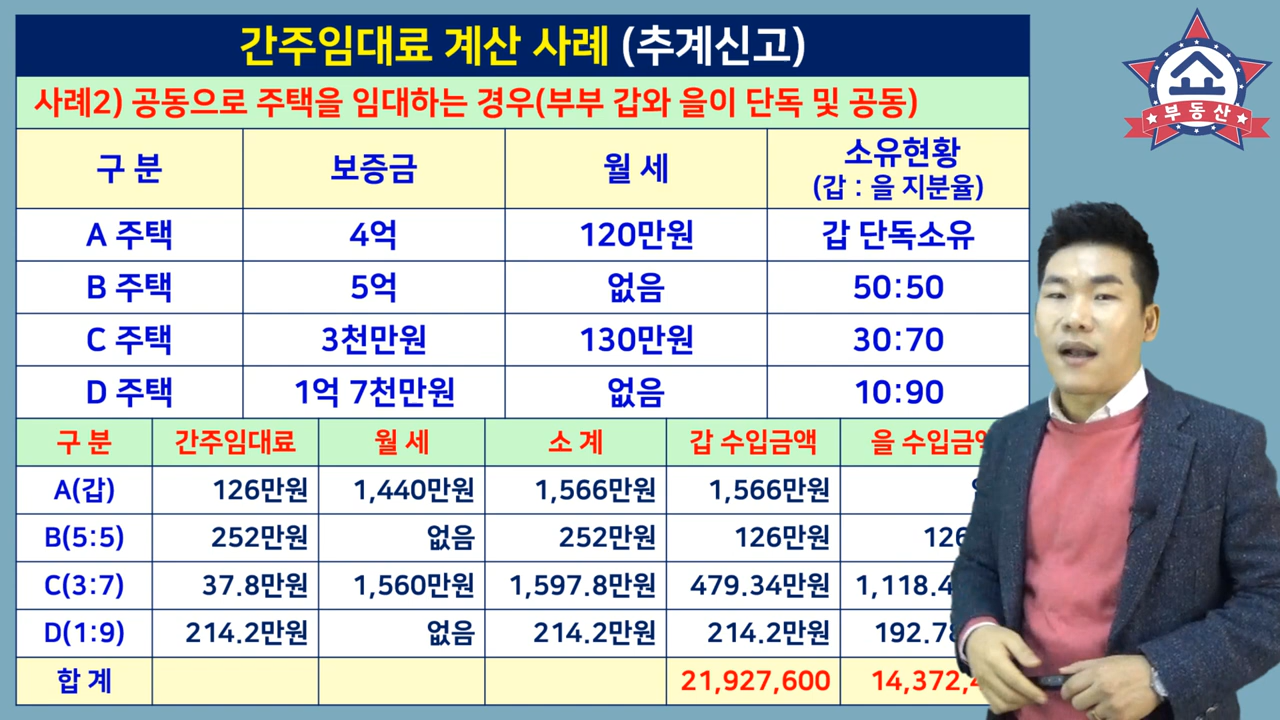 간주임대료 계산 사례 (추계신고)
부동산
사례2) 공동으로 주택을 임대하는 경우(부부 갑와 을이 단독 및 공동)
구 분 보증금 월 세 소유현황
(갑 : 을 지분율)
A 주택 4억 120만원 갑 단독소유
B 주택 5억 없음 50:50
C 주택 3천만원 130만원 30:70
D 주택 1억 7천만원 없음 10:90
구 분 간주임대료 월 세 소 계 갑 수입금액 을
A(갑) 126만원 1,440만원 1,566만원 1,566만원
B(5:5) 252만원 없음 252만원 126만원
C(3:7) 37.8만원 1,560만원 1,597.8만원 479.34만원
D(1:9) 214.2만원 없음 214.2만원 214.2만원
합 계 21,927,600